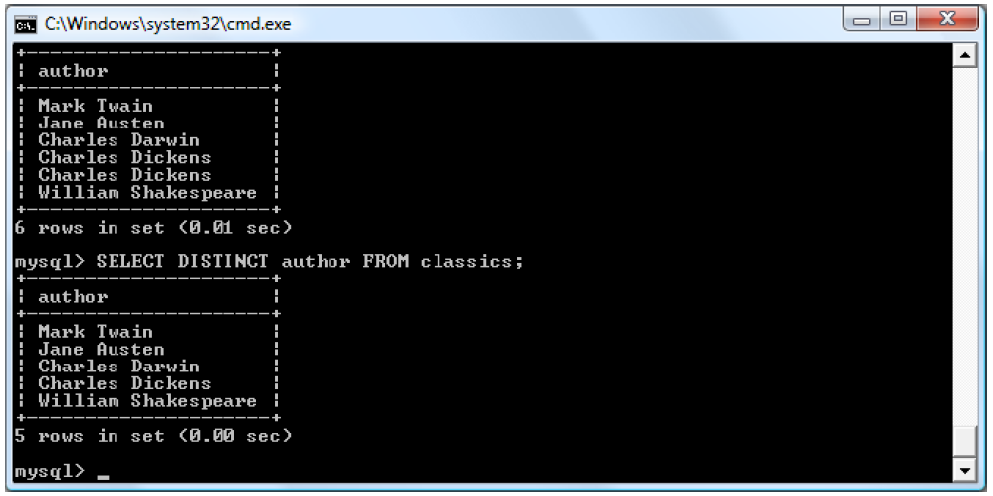 C:\Windows\system32\cmd.exe
+----------------------+
| author               |
+----------------------+
| Mark Twain           |
| Jane Austen          |
| Charles Darwin       |
| Charles Dickens      |
| Charles Dickens      |
| William Shakespeare  |
+----------------------+
6 rows in set (0.01 sec)
mysql> SELECT DISTINCT author FROM classics;
+----------------------+
| author               |
+----------------------+
| Mark Twain           |
| Jane Austen          |
| Charles Darwin       |
| Charles Dickens      |
| William Shakespeare  |
+----------------------+
5 rows in set (0.00 sec)
mysql> _